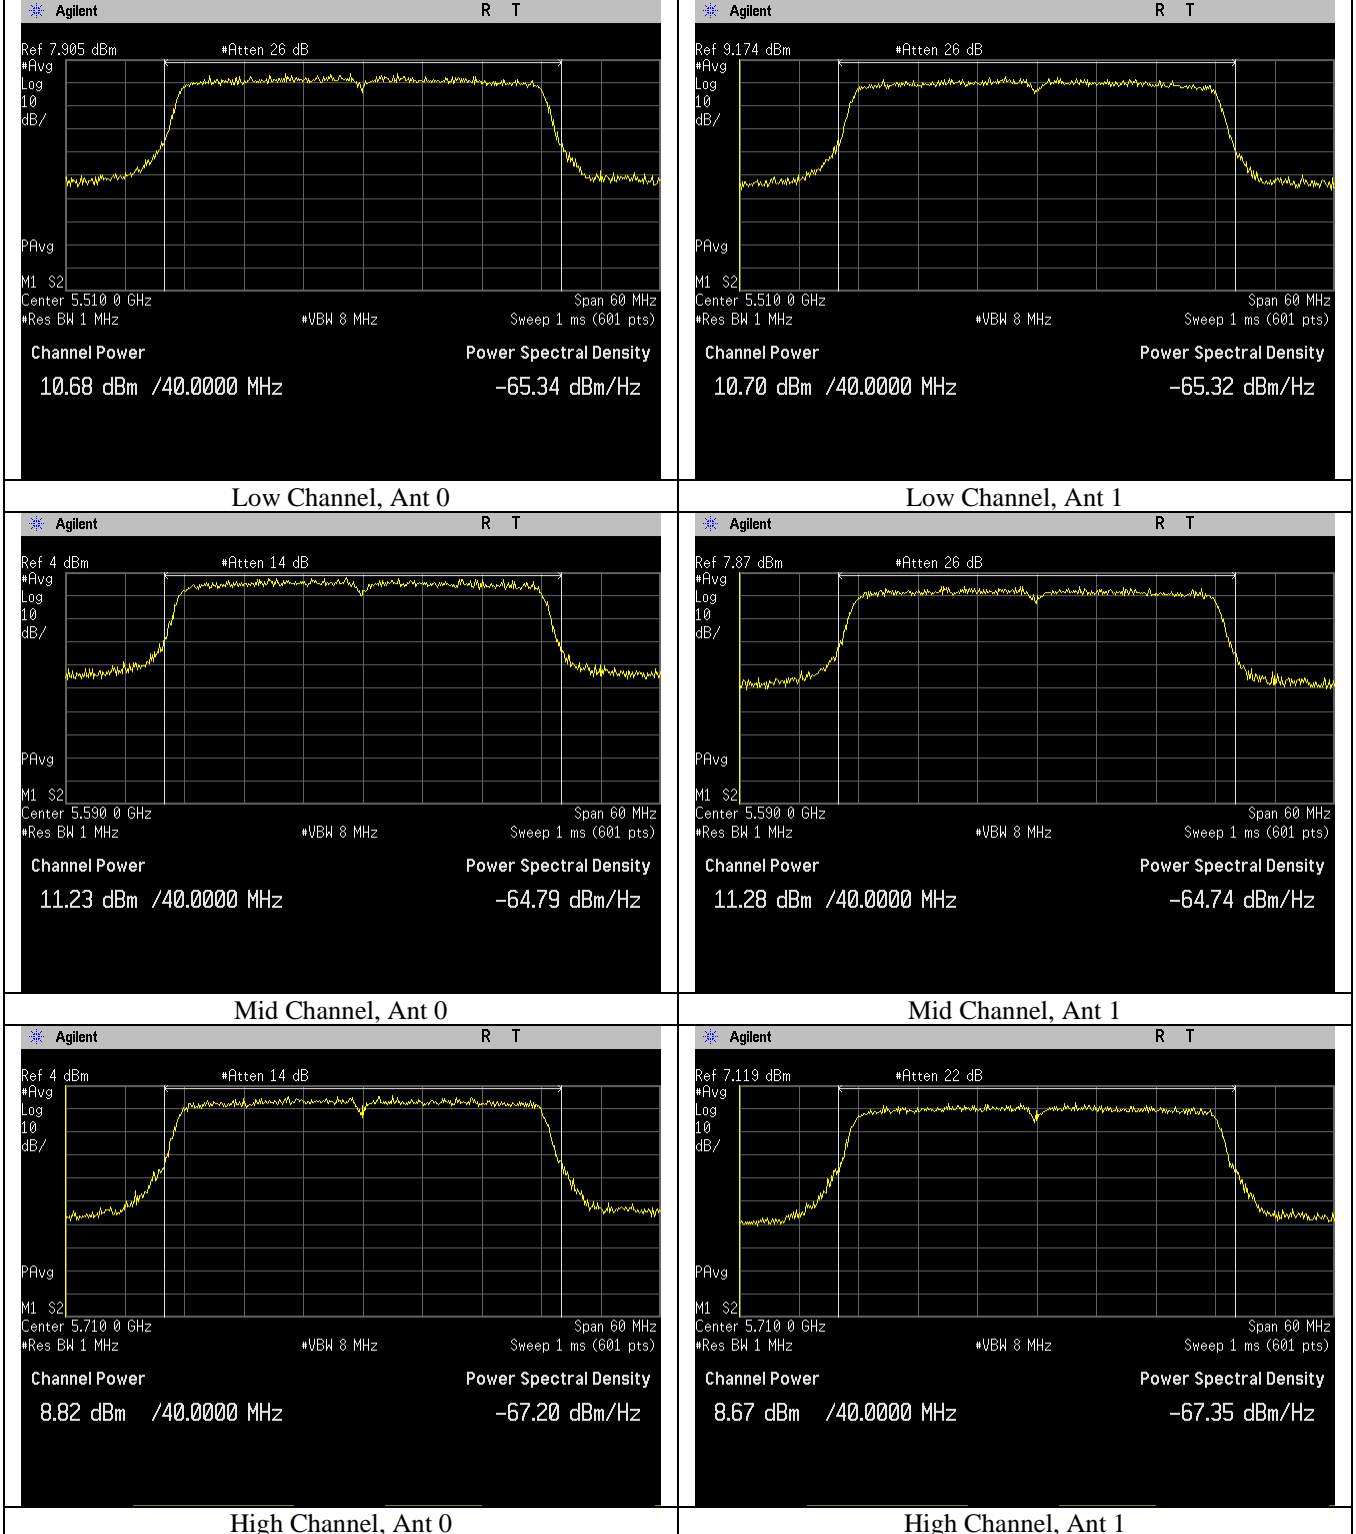 Agilent R T
Ref 7.905 dBm #Atten 26 dB
#Avg
Log
10
dB/
PAvg
M1 S2
Center 5.510 0 GHz Span 60 MHz
#Res BW 1 MHz #VBW 8 MHz Sweep 1 ms (601 pts)
Channel Power Power Spectral Density
10.68 dBm /40.0000 MHz -65.34 dBm/Hz
Low Channel, Ant 0
Agilent R T
Ref 9.174 dBm #Atten 26 dB
#Avg
Log
10
dB/
PAvg
M1 S2
Center 5.510 0 GHz Span 60 MHz
#Res BW 1 MHz #VBW 8 MHz Sweep 1 ms (601 pts)
Channel Power Power Spectral Density
10.70 dBm /40.0000 MHz -65.32 dBm/Hz
Low Channel, Ant 1
Agilent R T
Ref 4 dBm #Atten 14 dB
#Avg
Log
10
dB/
PAvg
M1 S2
Center 5.590 0 GHz Span 60 MHz
#Res BW 1 MHz #VBW 8 MHz Sweep 1 ms (601 pts)
Channel Power Power Spectral Density
11.23 dBm /40.0000 MHz -64.79 dBm/Hz
Mid Channel, Ant 0
Agilent R T
Ref 7.87 dBm #Atten 26 dB
#Avg
Log
10
dB/
PAvg
M1 S2
Center 5.590 0 GHz Span 60 MHz
#Res BW 1 MHz #VBW 8 MHz Sweep 1 ms (601 pts)
Channel Power Power Spectral Density
11.28 dBm /40.0000 MHz -64.74 dBm/Hz
Mid Channel, Ant 1
Agilent R T
Ref 4 dBm #Atten 14 dB
#Avg
Log
10
dB/
PAvg
M1 S2
Center 5.710 0 GHz Span 60 MHz
#Res BW 1 MHz #VBW 8 MHz Sweep 1 ms (601 pts)
Channel Power Power Spectral Density
8.82 dBm /40.0000 MHz -67.20 dBm/Hz
High Channel, Ant 0
Agilent R T
Ref 7.119 dBm #Atten 22 dB
#Avg
Log
10
dB/
PAvg
M1 S2
Center 5.710 0 GHz Span 60 MHz
#Res BW 1 MHz #VBW 8 MHz Sweep 1 ms (601 pts)
Channel Power Power Spectral Density
8.67 dBm /40.0000 MHz -67.35 dBm/Hz
High Channel, Ant 1